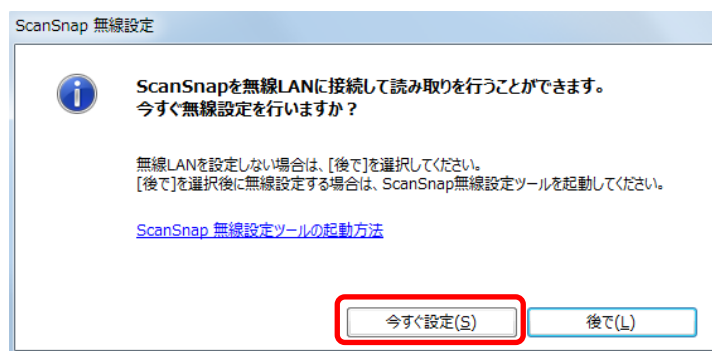 ScanSnap 無線設定
ScanSnapを無線LANに接続して読み取りを行うことができます。
今すぐ無線設定を行いますか？
無線LANを設定しない場合は、[後で]を選択してください。
[後で]を選択後に無線設定する場合は、ScanSnap無線設定ツールを起動してください。
ScanSnap 無線設定ツールの起動方法
今すぐ設定(S)
後で(L)